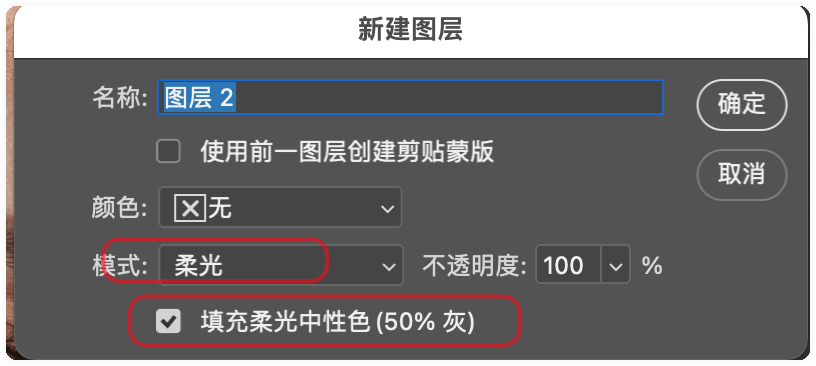 新建图层
名称: 图层 2
确定
使用前一图层创建剪贴蒙版
取消
颜色: 无
模式: 柔光 不透明度: 100 %
填充柔光中性色 (50% 灰)